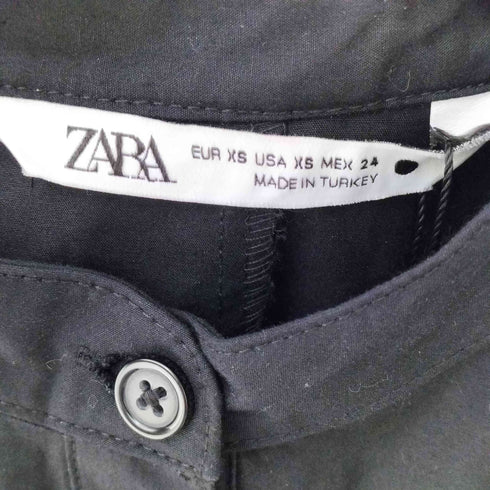 ZARA
EUR XS USA XS MEX 24
MADE IN TURKEY